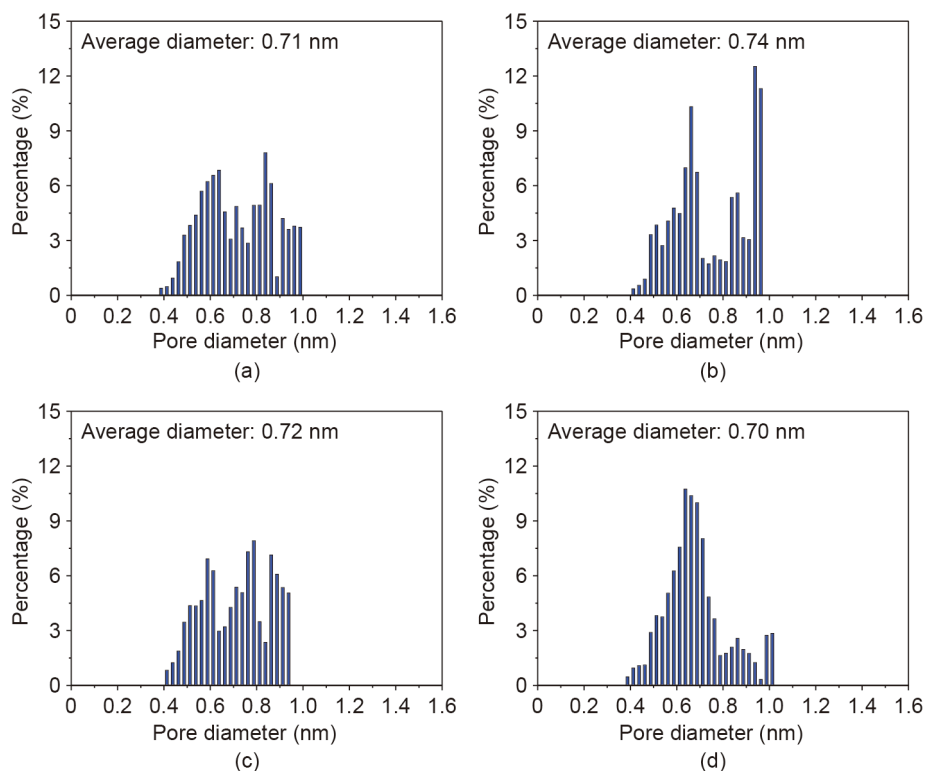 Average diameter: 0.71 nm
15
12
9
6
3
0
Percentage (%)
0 0.2 0.4 0.6 0.8 1.0 1.2 1.4 1.6
Pore diameter (nm)
(a)
Average diameter: 0.74 nm
15
12
9
6
3
0
Percentage (%)
0 0.2 0.4 0.6 0.8 1.0 1.2 1.4 1.6
Pore diameter (nm)
(b)
Average diameter: 0.72 nm
15
12
9
6
3
0
Percentage (%)
0 0.2 0.4 0.6 0.8 1.0 1.2 1.4 1.6
Pore diameter (nm)
(c)
Average diameter: 0.70 nm
15
12
9
6
3
0
Percentage (%)
0 0.2 0.4 0.6 0.8 1.0 1.2 1.4 1.6
Pore diameter (nm)
(d)